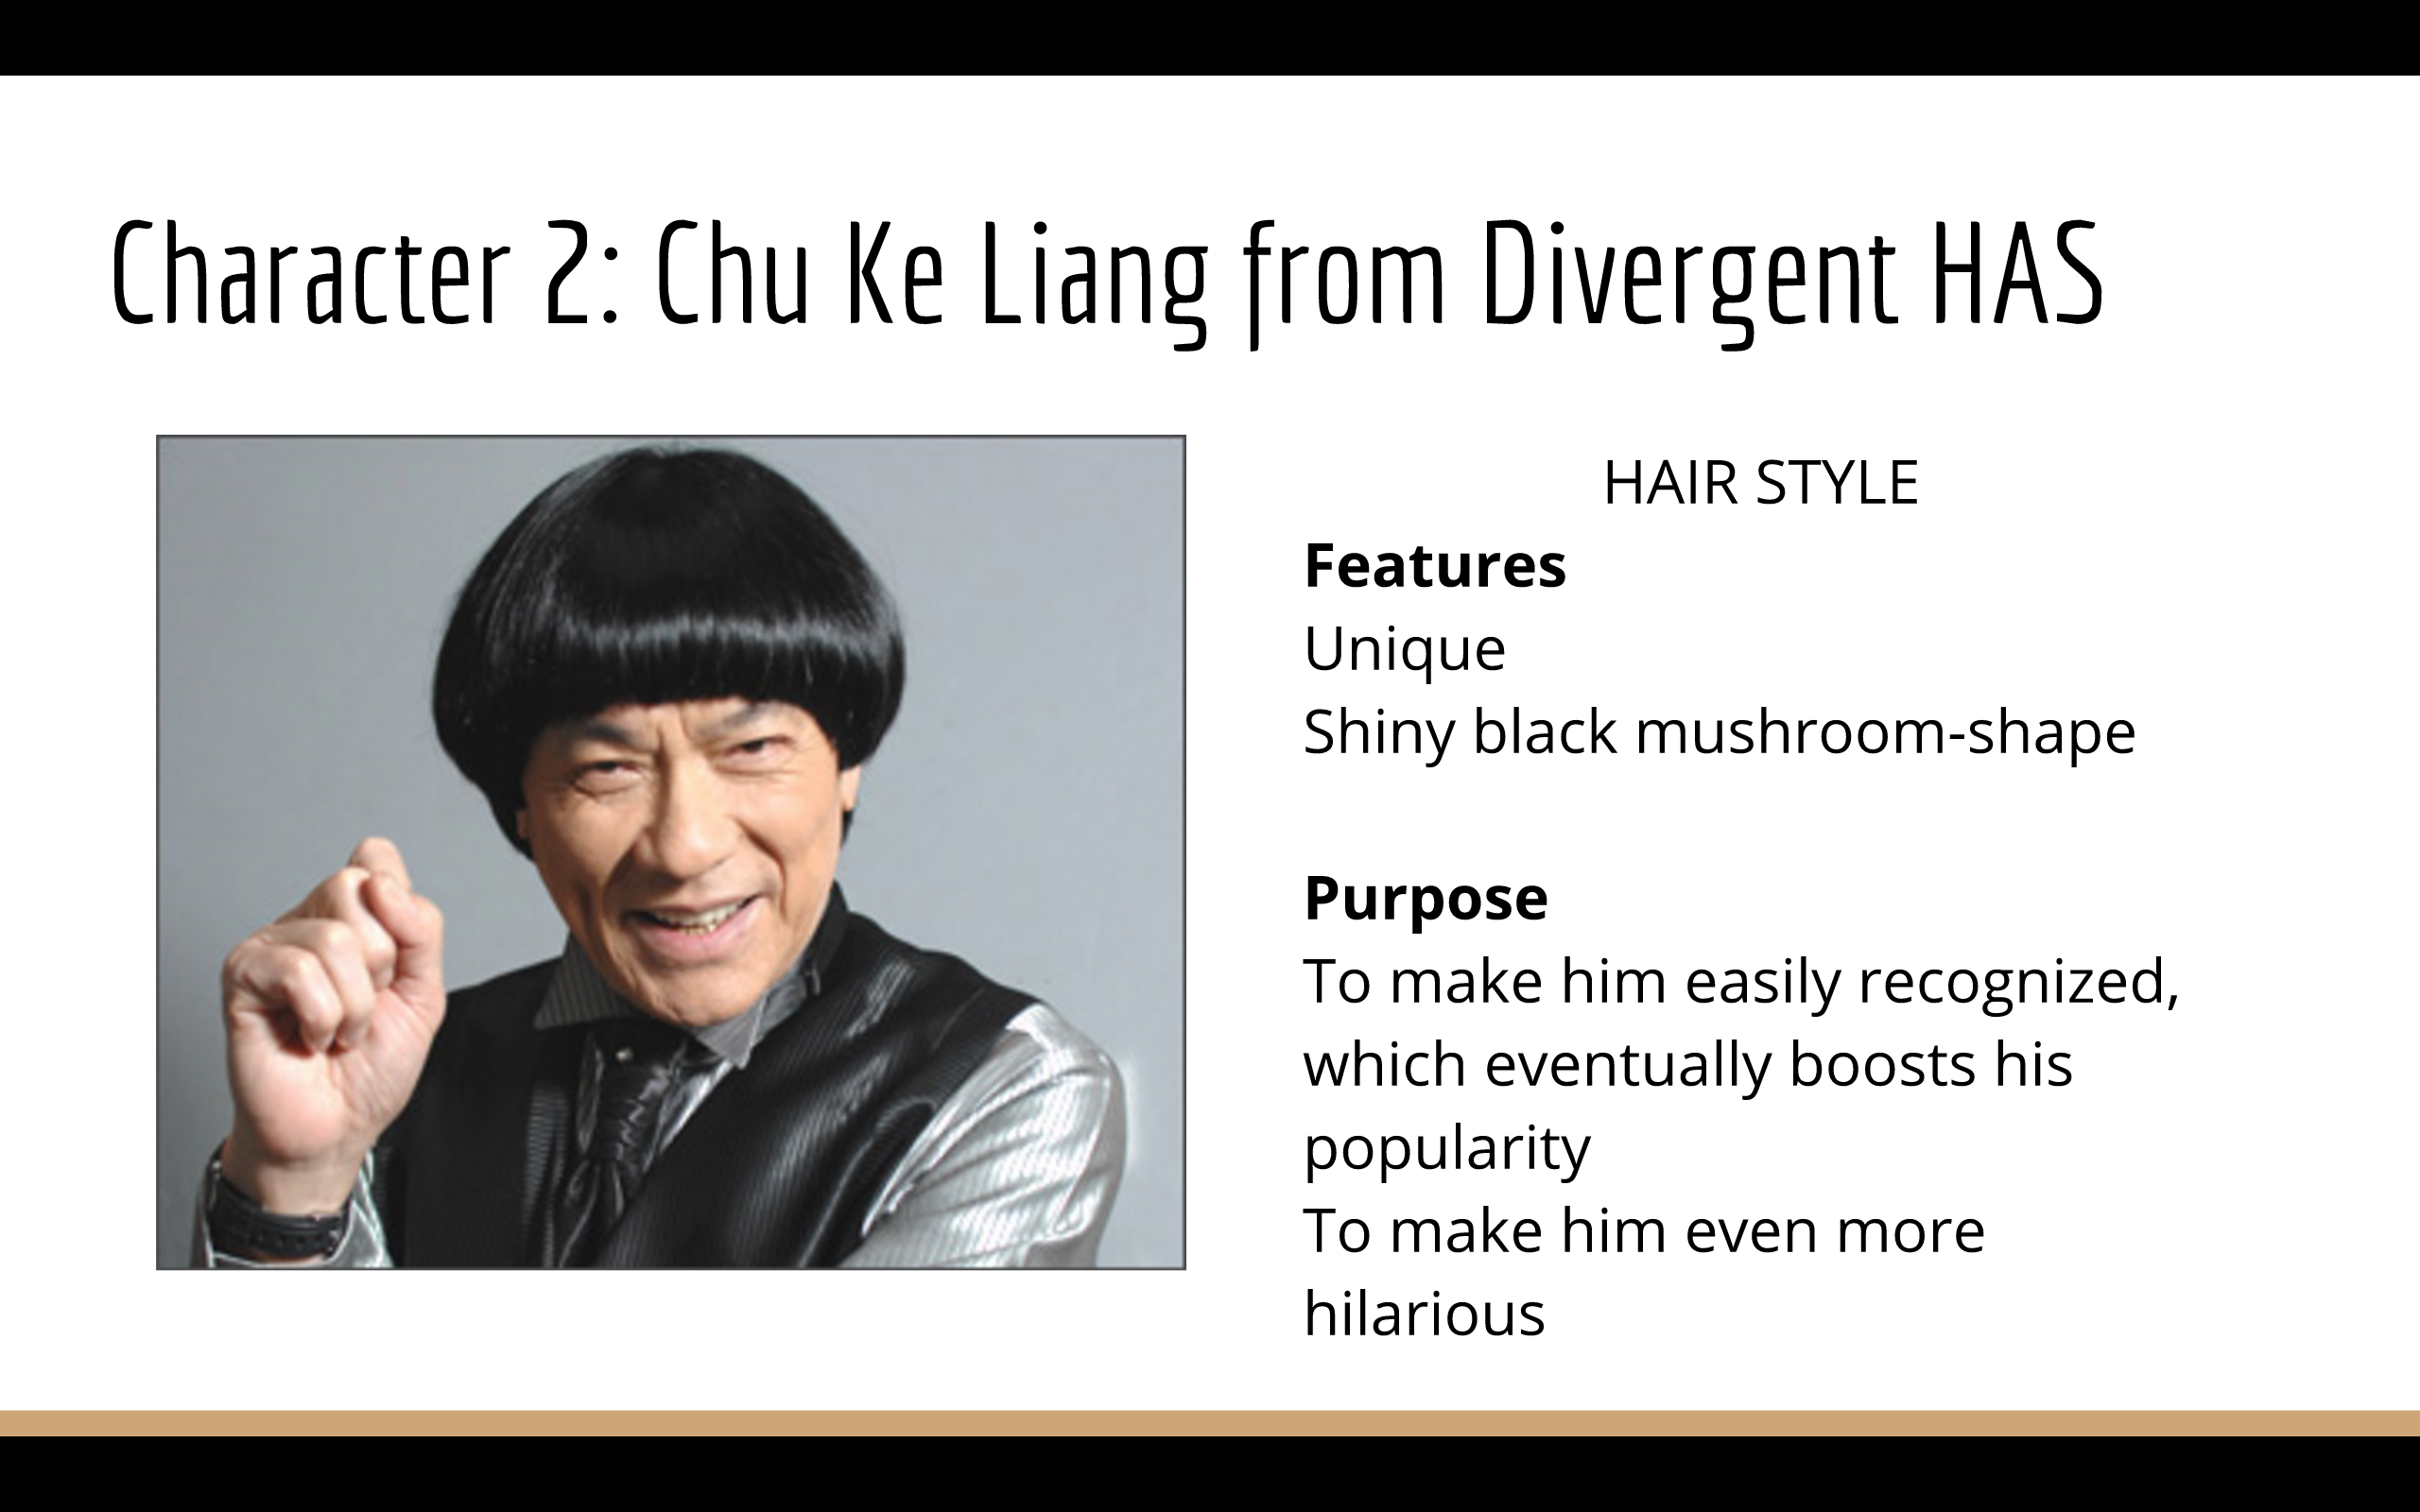 Character 2: Chu Ke Liang from Divergent HAS
HAIR STYLE
Features
Unique
Shiny black mushroom-shape
Purpose
To make him easily recognized,
which eventually boosts his
popularity
To make him even more
hilarious